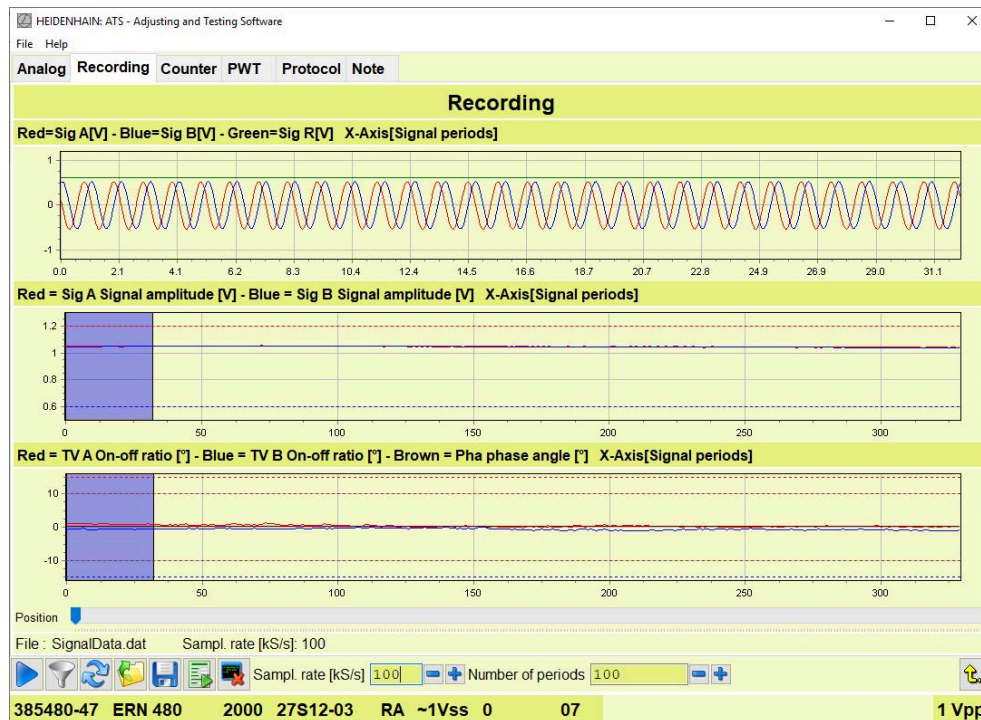 HEIDENHAIN: ATS - Adjusting and Testing Software
File Help
Analog Recording Counter PWT Protocol Note
Recording
Red=Sig A[V] - Blue=Sig B[V] - Green=Sig R[V] X-Axis[Signal periods]
1
0
-1
0.0 2.1 4.1 6.2 8.3 10.4 12.4 14.5 16.6 18.7 20.7 22.8 24.9 26.9 29.0 31.1
Red = Sig A Signal amplitude [V] - Blue = Sig B Signal amplitude [V] X-Axis[Signal periods]
1.2
1
0.8
0.6
0 50 100 150 200 250 300
Red = TV A On-off ratio [°] - Blue = TV B On-off ratio [°] - Brown = Pha phase angle [°] X-Axis[Signal periods]
10
0
-10
0 50 100 150 200 250 300
Position
File : SignalData.dat Sampl. rate [kS/s]: 100
Sampl. rate [kS/s] 100 Number of periods 100
385480-47 ERN 480 2000 27S12-03 RA ~1Vss 0 07 1 Vpp